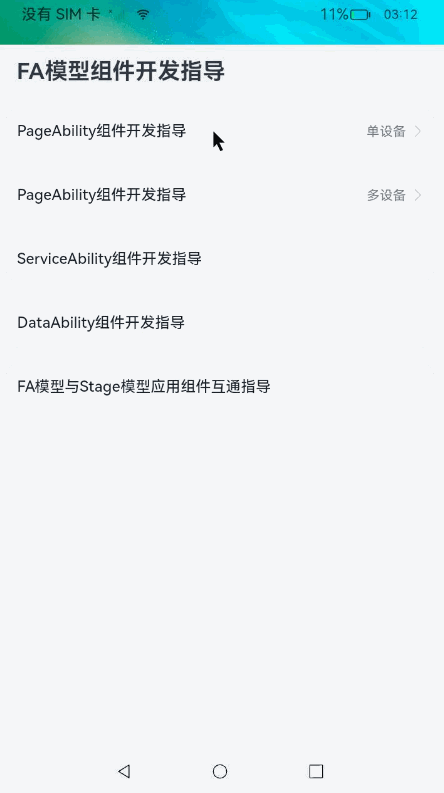 没有 SIM 卡 11% 03:12
FA模型组件开发指导
PageAbility组件开发指导 单设备
PageAbility组件开发指导 多设备
ServiceAbility组件开发指导
DataAbility组件开发指导
FA模型与Stage模型应用组件互通指导